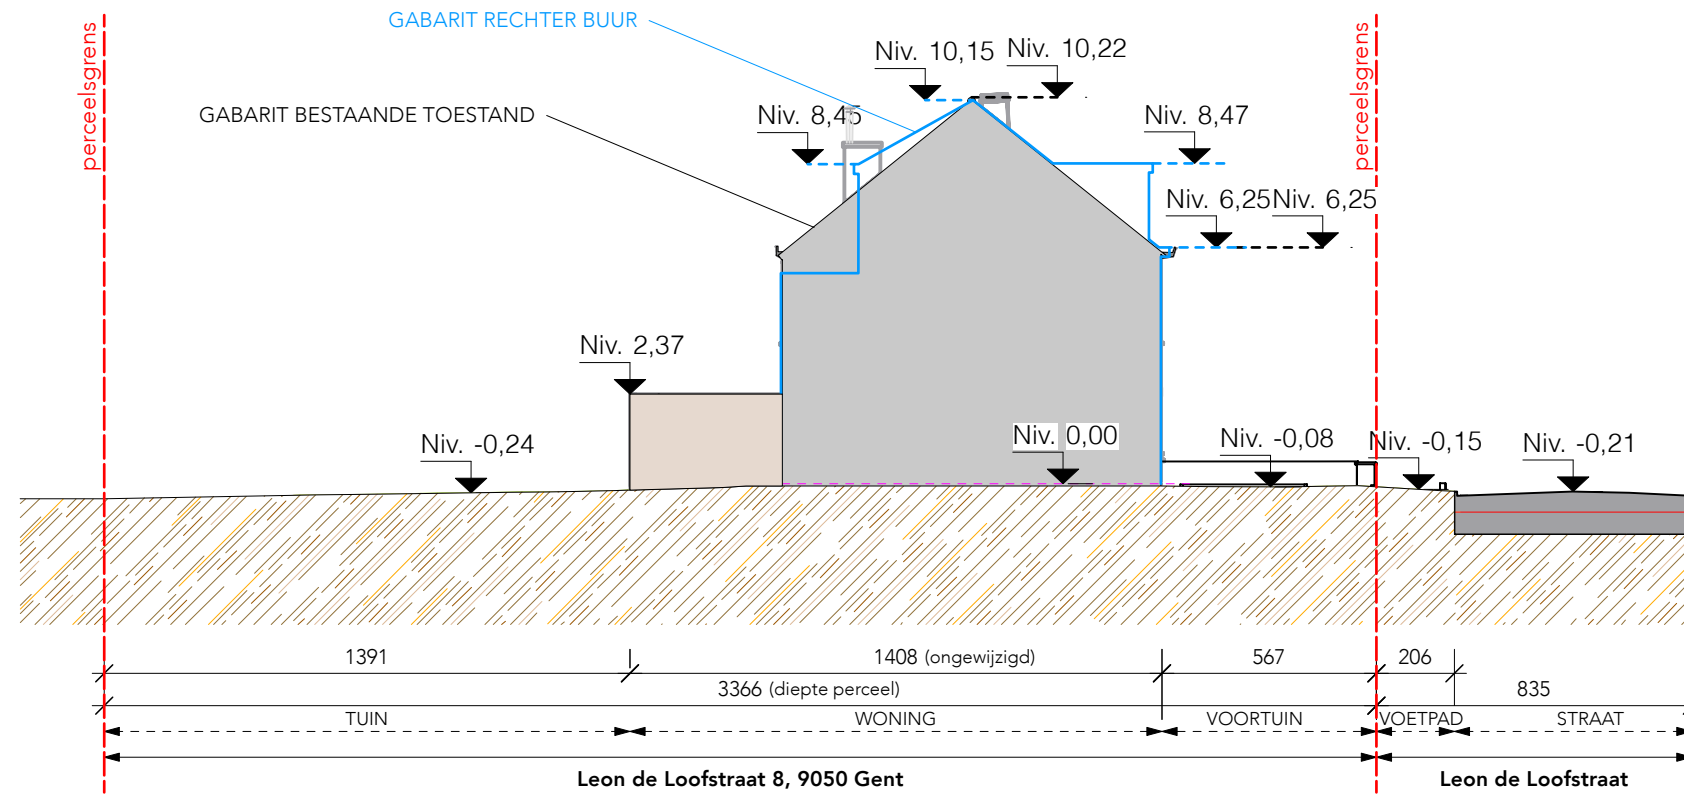 GABARIT RECHTER BUUR
perceelsgrens
perceelsgrens
Niv. 10,15
Niv. 10,22
GABARIT BESTAANDE TOESTAND
Niv. 8,45
Niv. 8,47
Niv. 6,25
Niv. 6,25
Niv. 2,37
Niv. -0,24
Niv. 0,00
Niv. -0,08
Niv. -0,15
Niv. -0,21
1391
1408 (ongewijzigd)
567
206
3366 (diepte perceel)
835
TUIN
WONING
VOORTUIN
VOETPAD
STRAAT
Leon de Loofstraat 8, 9050 Gent
Leon de Loofstraat